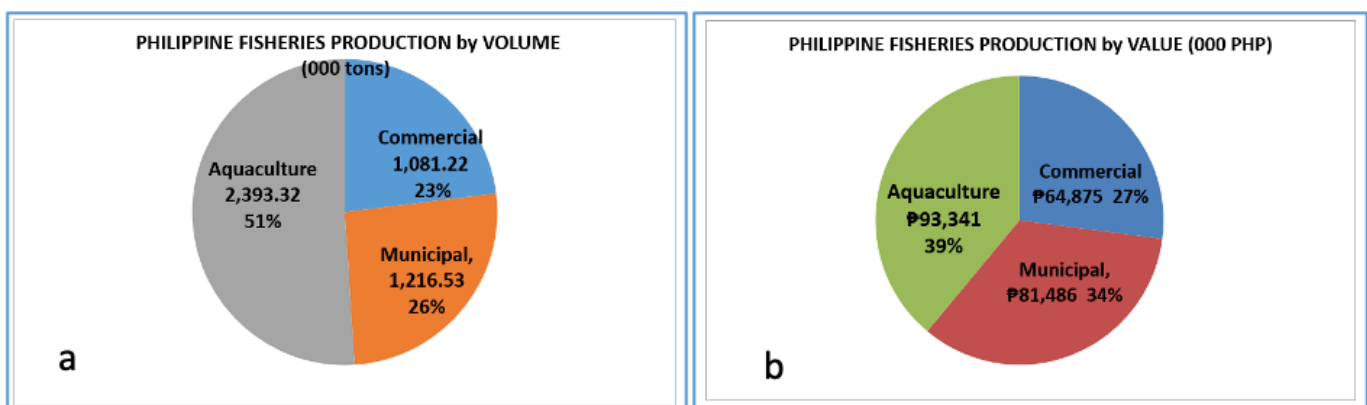 PHILIPPINE FISHERIES PRODUCTION by VOLUME
(000 tons)
Commercial
1,081.22
23%
Aquaculture
2,393.32
51%
Municipal,
1,216.53
26%
a
PHILIPPINE FISHERIES PRODUCTION by VALUE (000 PHP)
Commercial
₱64,875 27%
Aquaculture
₱93,341
39%
Municipal,
₱81,486 34%
b